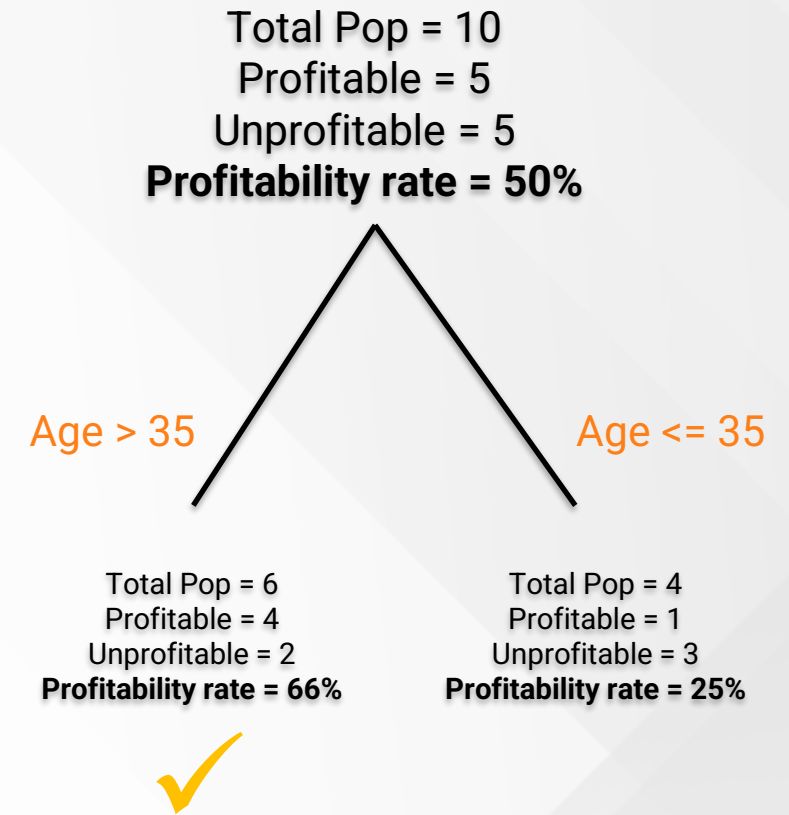 Total Pop = 10
Profitable = 5
Unprofitable = 5
Profitability rate = 50%
Age > 35
Age <= 35
Total Pop = 6
Profitable = 4
Unprofitable = 2
Profitability rate = 66%
Total Pop = 4
Profitable = 1
Unprofitable = 3
Profitability rate = 25%